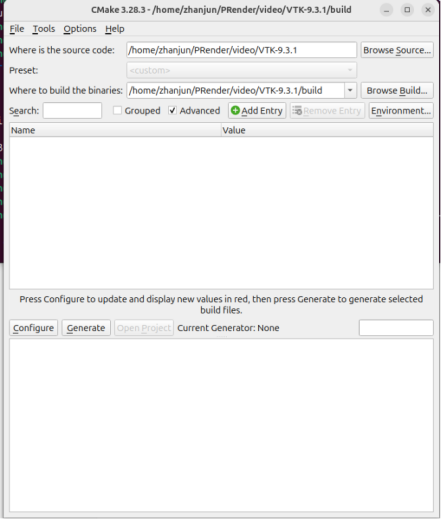 CMake 3.28.3 - /home/zhanjun/PRender/video/VTK-9.3.1/build
File Tools Options Help
Where is the source code: /home/zhanjun/PRender/video/VTK-9.3.1 Browse Source...
Preset: <custom>
Where to build the binaries: /home/zhanjun/PRender/video/VTK-9.3.1/build Browse Build...
Search: Grouped Advanced Add Entry Remove Entry Environment...
Name Value
Press Configure to update and display new values in red, then press Generate to generate selected
build files.
Configure Generate Open Project Current Generator: None